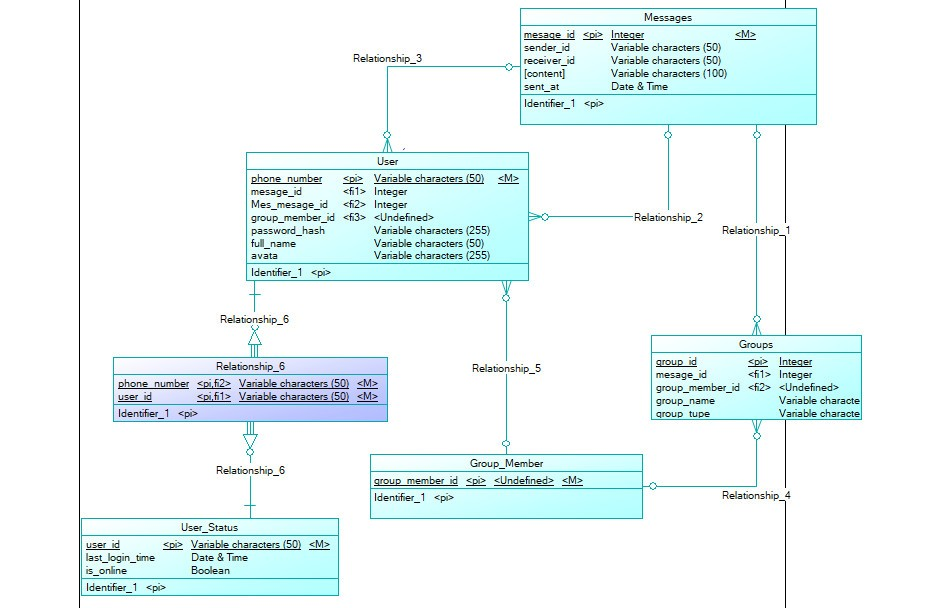 Messages
mesage_id <pi> Integer <M>
sender_id Variable characters (50)
receiver_id Variable characters (50)
[content] Variable characters (100)
sent_at Date & Time
Identifier_1 <pi>
Relationship_3
User
phone_number <pi> Variable characters (50) <M>
mesage_id <fi1> Integer
Mes_mesage_id <fi2> Integer
group_member_id <fi3> <Undefined>
password_hash Variable characters (255)
full_name Variable characters (50)
avata Variable characters (255)
Identifier_1 <pi>
Relationship_2
Relationship_1
Relationship_6
Relationship_6
phone_number <pi,fi2> Variable characters (50) <M>
user_id <pi,fi1> Variable characters (50) <M>
Identifier_1 <pi>
Relationship_5
Groups
group_id <pi> Integer
mesage_id <fi1> Integer
group_member_id <fi2> <Undefined>
group_name Variable characte
group_type Variable characte
Relationship_6
Group_Member
group_member_id <pi> <Undefined> <M>
Identifier_1 <pi>
Relationship_4
User_Status
user_id <pi> Variable characters (50) <M>
last_login_time Date & Time
is_online Boolean
Identifier_1 <pi>